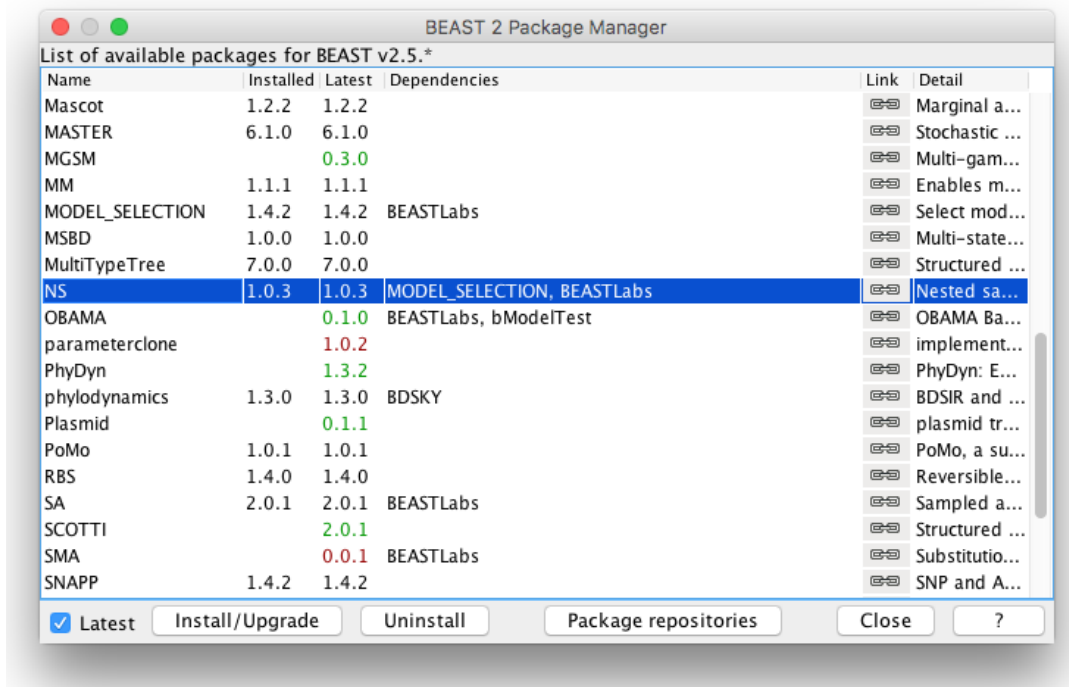 BEAST 2 Package Manager
List of available packages for BEAST v2.5.*
Name Installed Latest Dependencies Link Detail
Mascot 1.2.2 1.2.2 Marginal a...
MASTER 6.1.0 6.1.0 Stochastic ...
MGSM 0.3.0 Multi-gam...
MM 1.1.1 1.1.1 Enables m...
MODEL_SELECTION 1.4.2 1.4.2 BEASTLabs Select mod...
MSBD 1.0.0 1.0.0 Multi-state...
MultiTypeTree 7.0.0 7.0.0 Structured ...
NS 1.0.3 1.0.3 MODEL_SELECTION, BEASTLabs Nested sa...
OBAMA 0.1.0 BEASTLabs, bModelTest OBAMA Ba...
parameterclone 1.0.2 implement...
PhyDyn 1.3.2 PhyDyn: E...
phylodynamics 1.3.0 1.3.0 BDSKY BDSIR and ...
Plasmid 0.1.1 plasmid tr...
PoMo 1.0.1 1.0.1 PoMo, a su...
RBS 1.4.0 1.4.0 Reversible...
SA 2.0.1 2.0.1 BEASTLabs Sampled a...
SCOTTI 2.0.1 Structured ...
SMA 0.0.1 BEASTLabs Substitutio...
SNAPP 1.4.2 1.4.2 SNP and A...
Latest Install/Upgrade Uninstall Package repositories Close ?